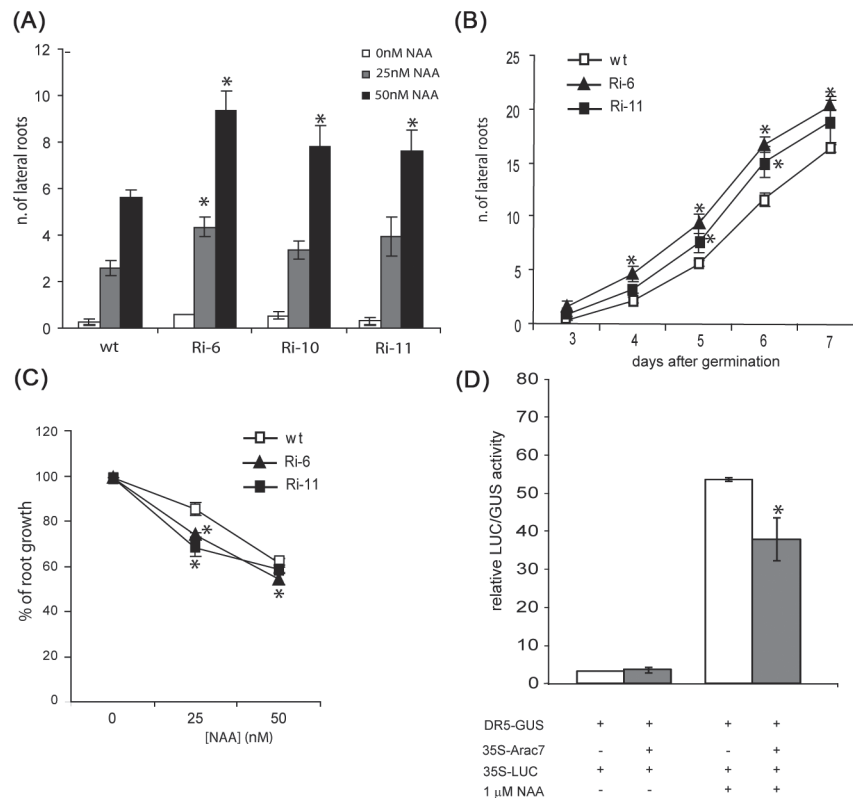 (A)
12
10
8
6
4
2
0
n. of lateral roots
0nM NAA
25nM NAA
50nM NAA
*
*
*
*
wt
Ri-6
Ri-10
Ri-11
(B)
25
20
15
10
5
0
n. of lateral roots
wt
Ri-6
Ri-11
*
*
*
*
*
*
3
4
5
6
7
days after germination
(C)
120
100
80
60
40
20
0
% of root growth
wt
Ri-6
Ri-11
*
*
*
0
25
50
[NAA] (nM)
(D)
80
70
60
50
40
30
20
10
0
relative LUC/GUS activity
*
DR5-GUS + + + +
35S-Arac7 - + - +
35S-LUC + + + +
1 µM NAA - - + +